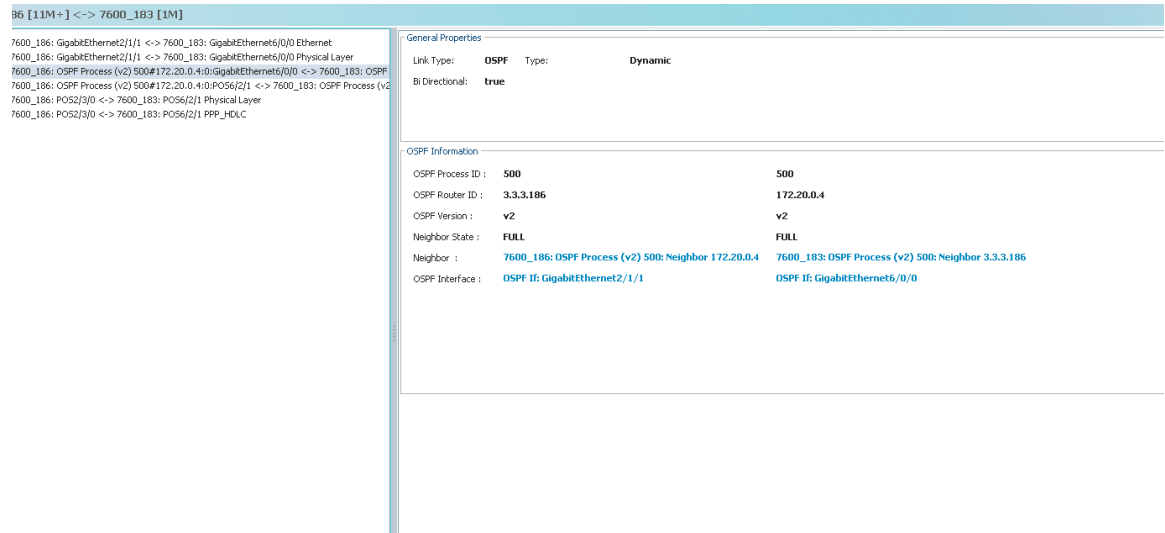 86 [11M+] <-> 7600_183 [1M]
7600_186: GigabitEthernet2/1/1 <-> 7600_183: GigabitEthernet6/0/0 Ethernet
7600_186: GigabitEthernet2/1/1 <-> 7600_183: GigabitEthernet6/0/0 Physical Layer
7600_186: OSPF Process (v2) 500#172.20.0.4:0:GigabitEthernet6/0/0 <-> 7600_183: OSPF
7600_186: OSPF Process (v2) 500#172.20.0.4:0:POS6/2/1 <-> 7600_183: OSPF Process (v2
7600_186: POS2/3/0 <-> 7600_183: POS6/2/1 Physical Layer
7600_186: POS2/3/0 <-> 7600_183: POS6/2/1 PPP_HDLC
General Properties
Link Type: OSPF Type: Dynamic
Bi Directional: true
OSPF Information
OSPF Process ID : 500 500
OSPF Router ID : 3.3.3.186 172.20.0.4
OSPF Version : v2 v2
Neighbor State : FULL FULL
Neighbor : 7600_186: OSPF Process (v2) 500: Neighbor 172.20.0.4 7600_183: OSPF Process (v2) 500: Neighbor 3.3.3.186
OSPF Interface : OSPF If: GigabitEthernet2/1/1 OSPF If: GigabitEthernet6/0/0